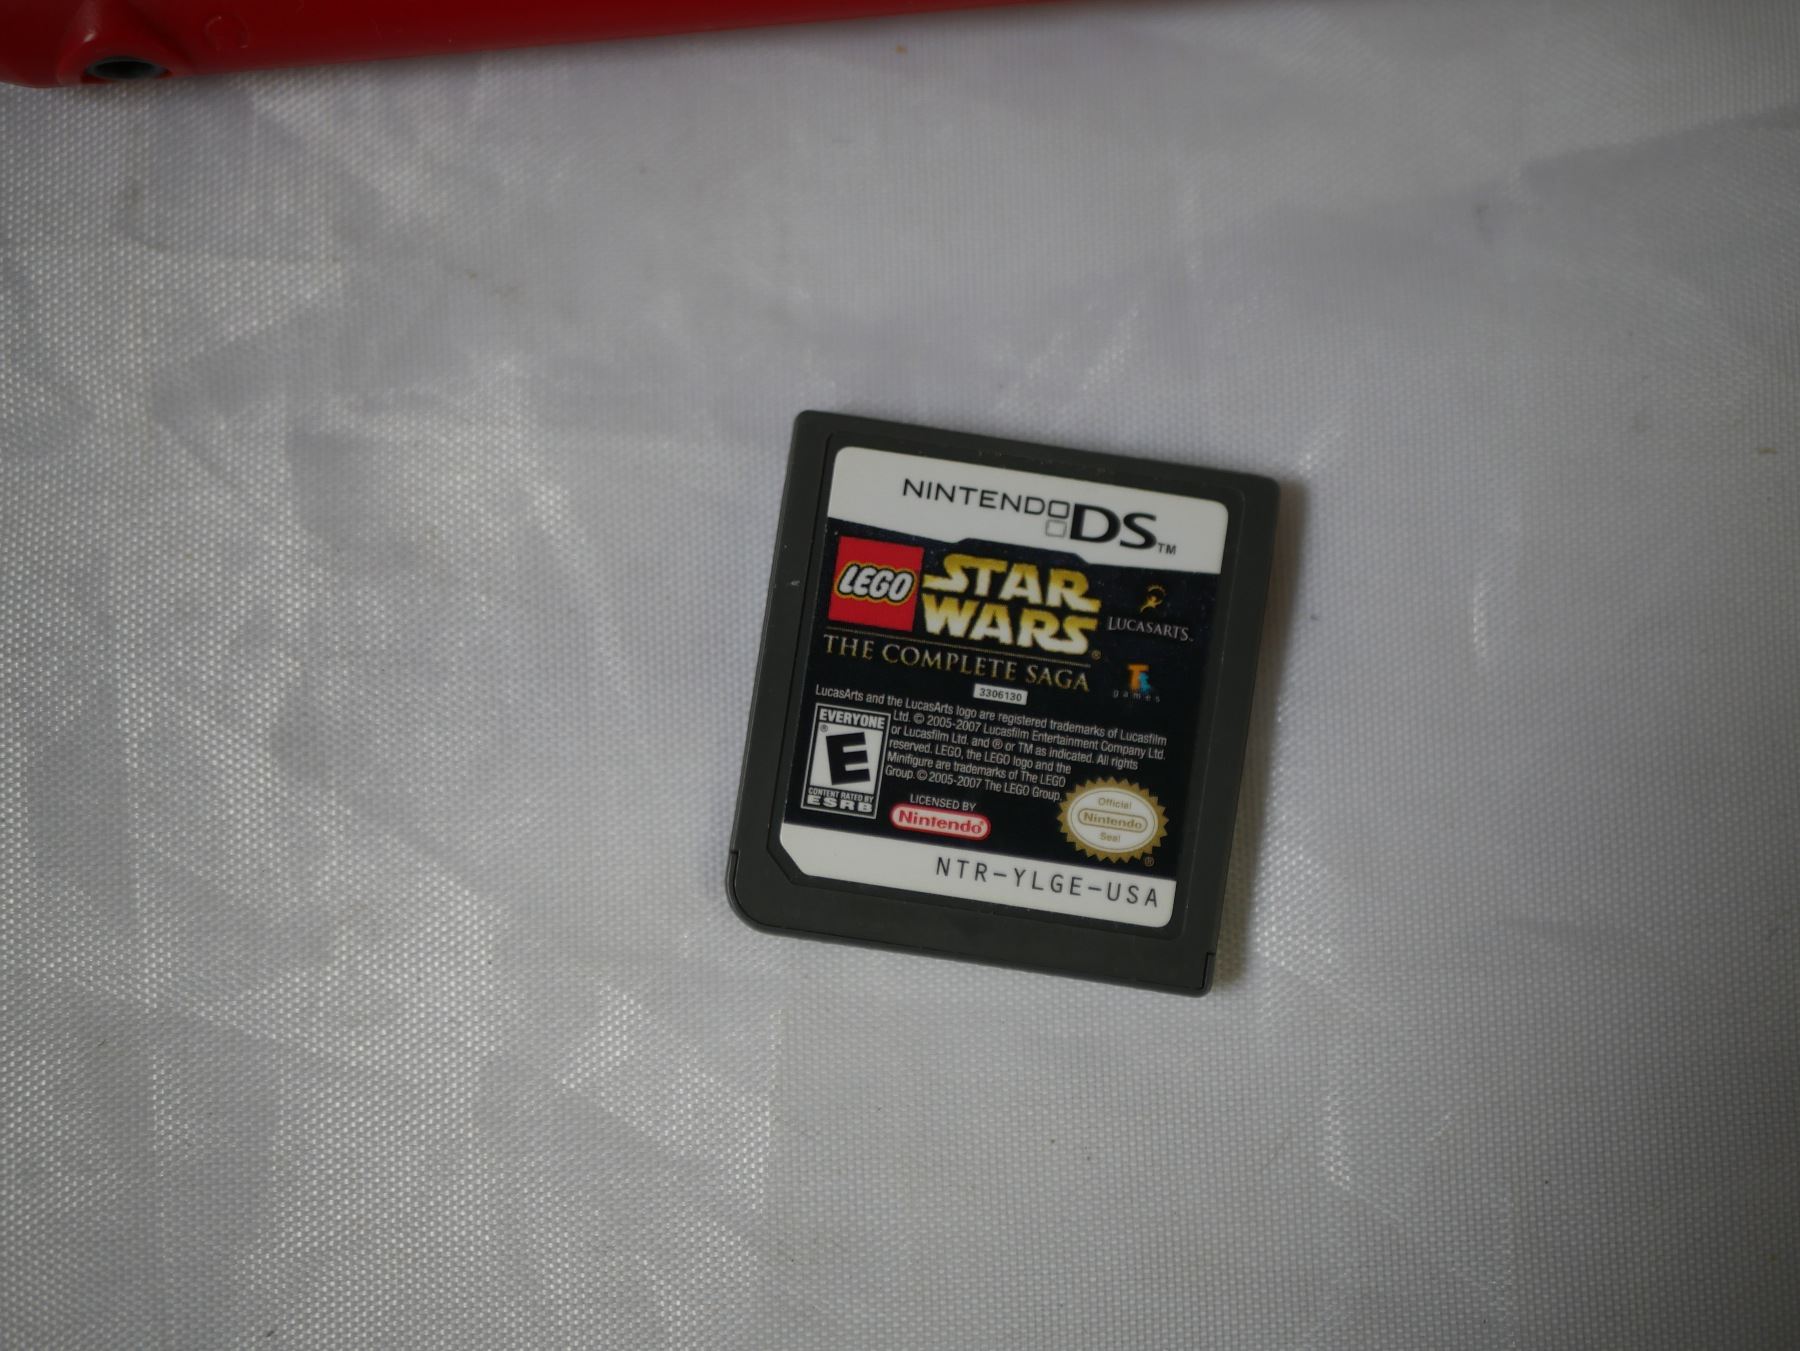 NINTENDO DS™
LEGO STAR WARS®
LUCASARTS™
THE COMPLETE SAGA
games
3306130
LucasArts and the LucasArts logo are registered trademarks of Lucasfilm
Ltd. © 2005-2007 Lucasfilm Entertainment Company Ltd.
or Lucasfilm Ltd. and ® or TM as indicated. All rights
reserved. LEGO, the LEGO logo and the
Minifigure are trademarks of The LEGO
Group. © 2005-2007 The LEGO Group.
EVERYONE
E
®
CONTENT RATED BY
ESRB
LICENSED BY
Nintendo®
Official
Nintendo
Seal
®
NTR-YLGE-USA